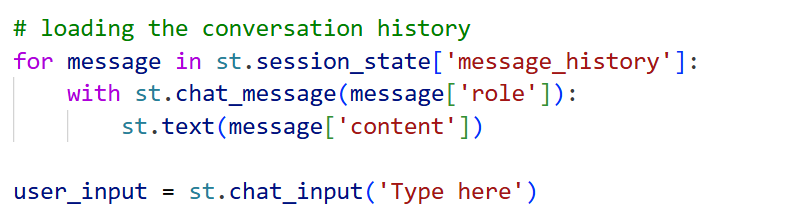 # loading the conversation history
for message in st.session_state['message_history']:
    with st.chat_message(message['role']):
        st.text(message['content'])

user_input = st.chat_input('Type here')